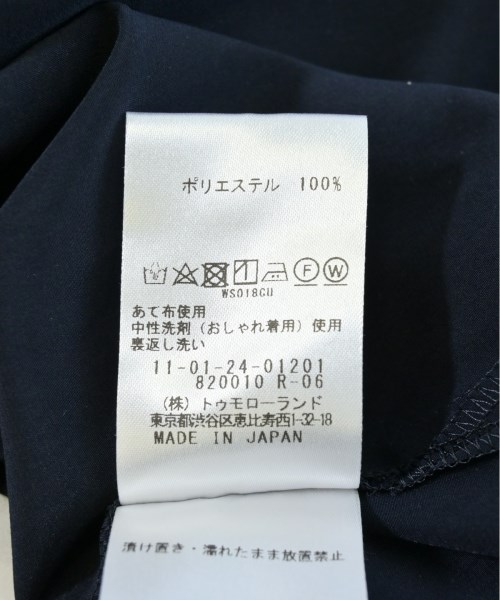 ポリエステル 100%
F W
WS018CU
あて布使用
中性洗剤(おしゃれ着用)使用
裏返し洗い
11-01-24-01201
820010 R-06
(株)トゥモローランド
東京都渋谷区恵比寿西1-32-18
MADE IN JAPAN
漬け置き・濡れたまま放置禁止